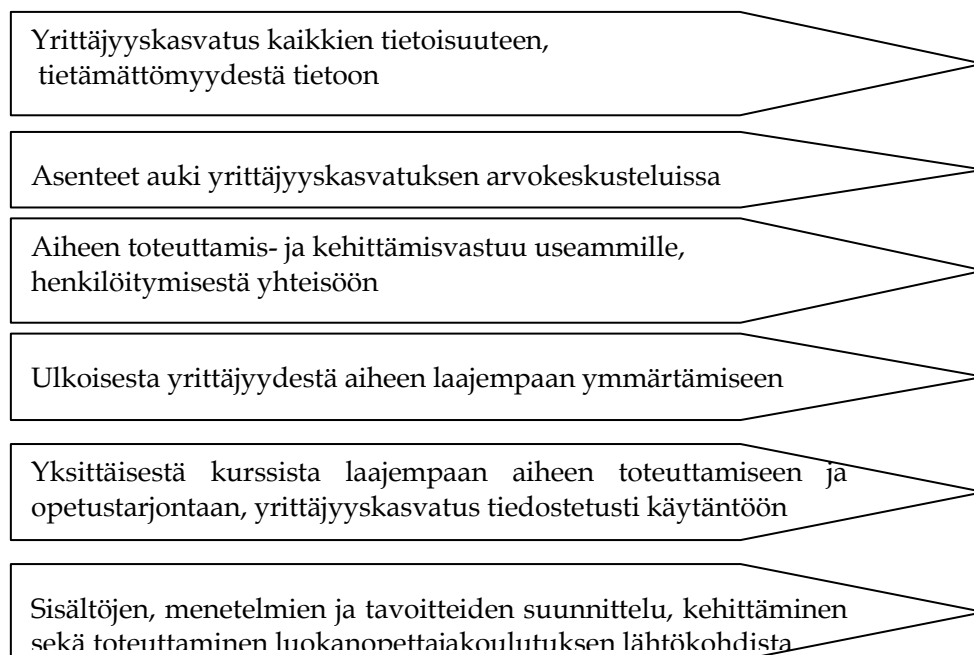 Yrittäjyyskasvatus kaikkien tietoisuuteen,
tietämättömyydestä tietoon
Asenteet auki yrittäjyyskasvatuksen arvokeskusteluissa
Aiheen toteuttamis- ja kehittämisvastuu useammille,
henkilöitymisestä yhteisöön
Ulkoisesta yrittäjyydestä aiheen laajempaan ymmärtämiseen
Yksittäisestä kurssista laajempaan aiheen toteuttamiseen ja
opetustarjontaan, yrittäjyyskasvatus tiedostetusti käytäntöön
Sisältöjen, menetelmien ja tavoitteiden suunnittelu, kehittäminen
sekä toteuttaminen luokanopettajakoulutuksen lähtökohdista